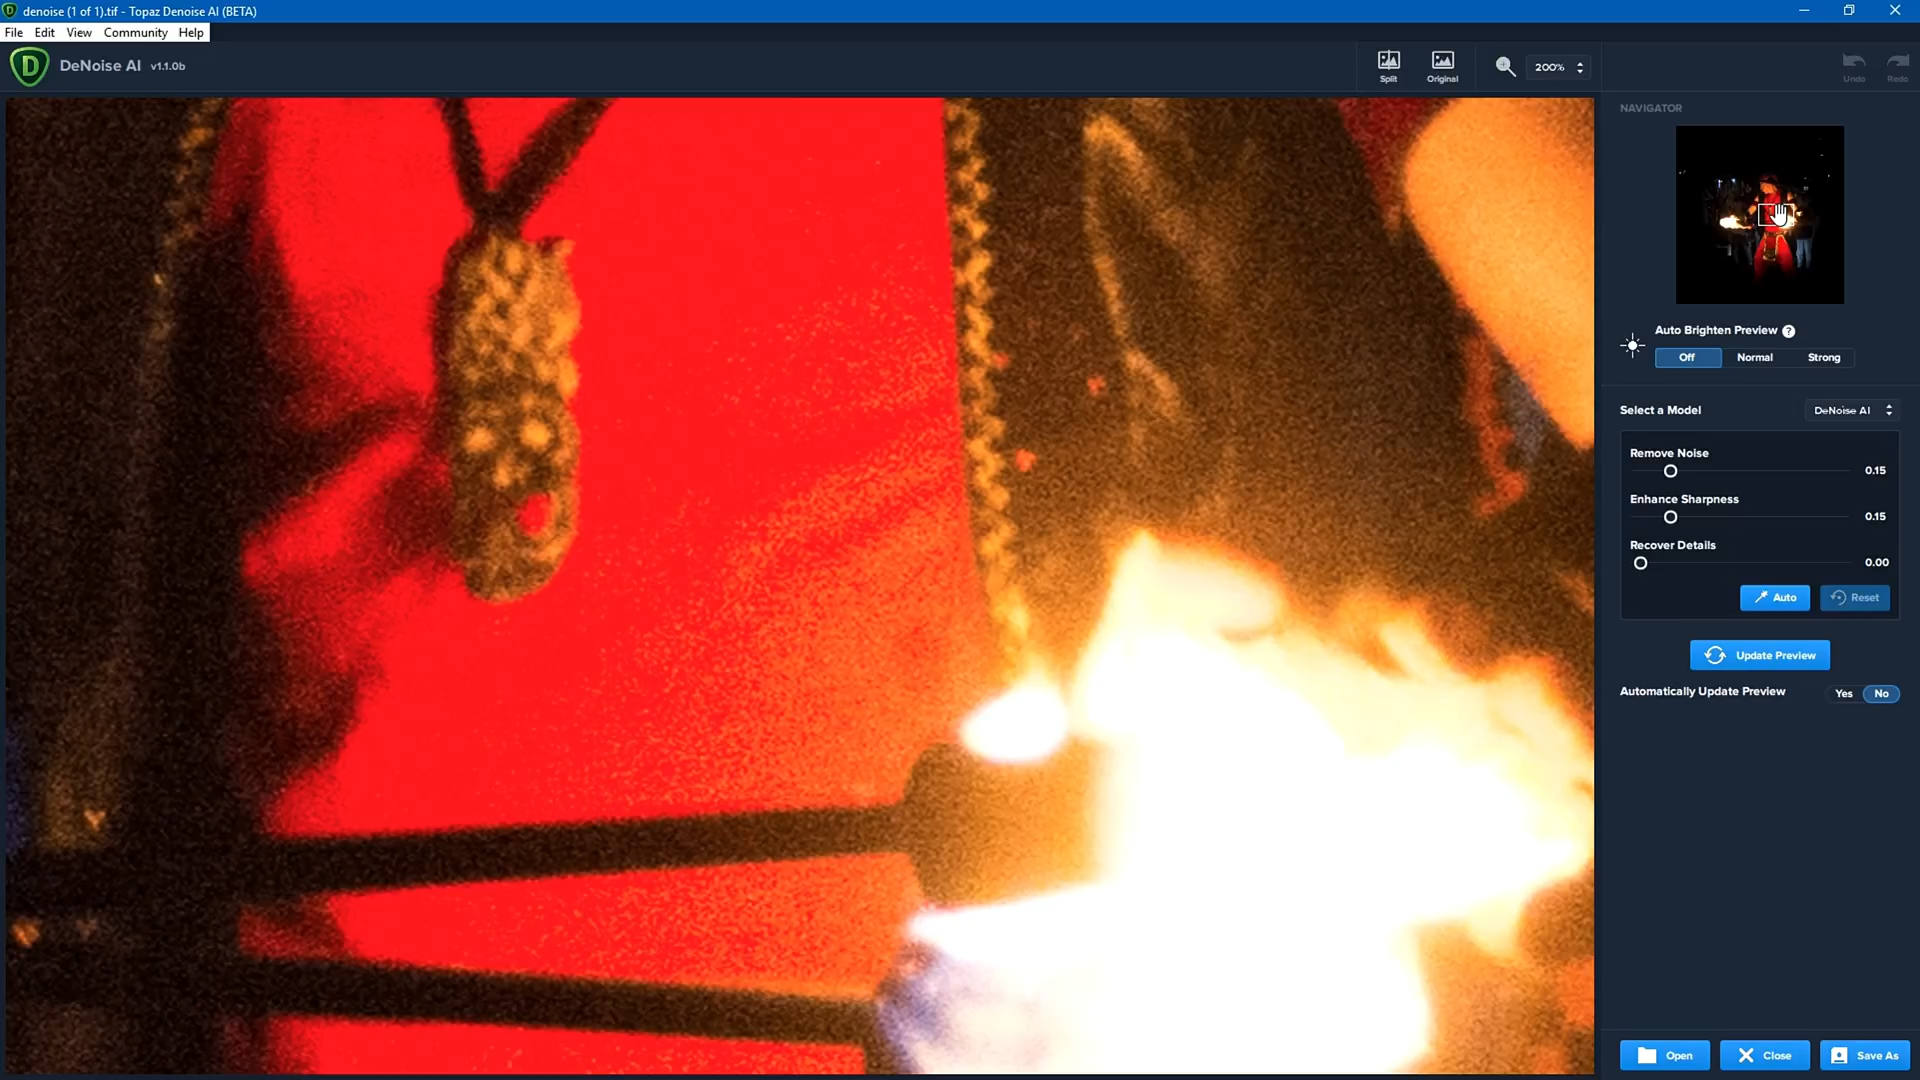 denoise (1 of 1).tif - Topaz Denoise AI (BETA)
File Edit View Community Help
D DeNoise AI v1.1.0b
Split Original 200% Undo Redo
NAVIGATOR
Auto Brighten Preview ?
Off Normal Strong
Select a Model DeNoise AI
Remove Noise
0.15
Enhance Sharpness
0.15
Recover Details
0.00
Auto Reset
Update Preview
Automatically Update Preview Yes No
Open Close Save As